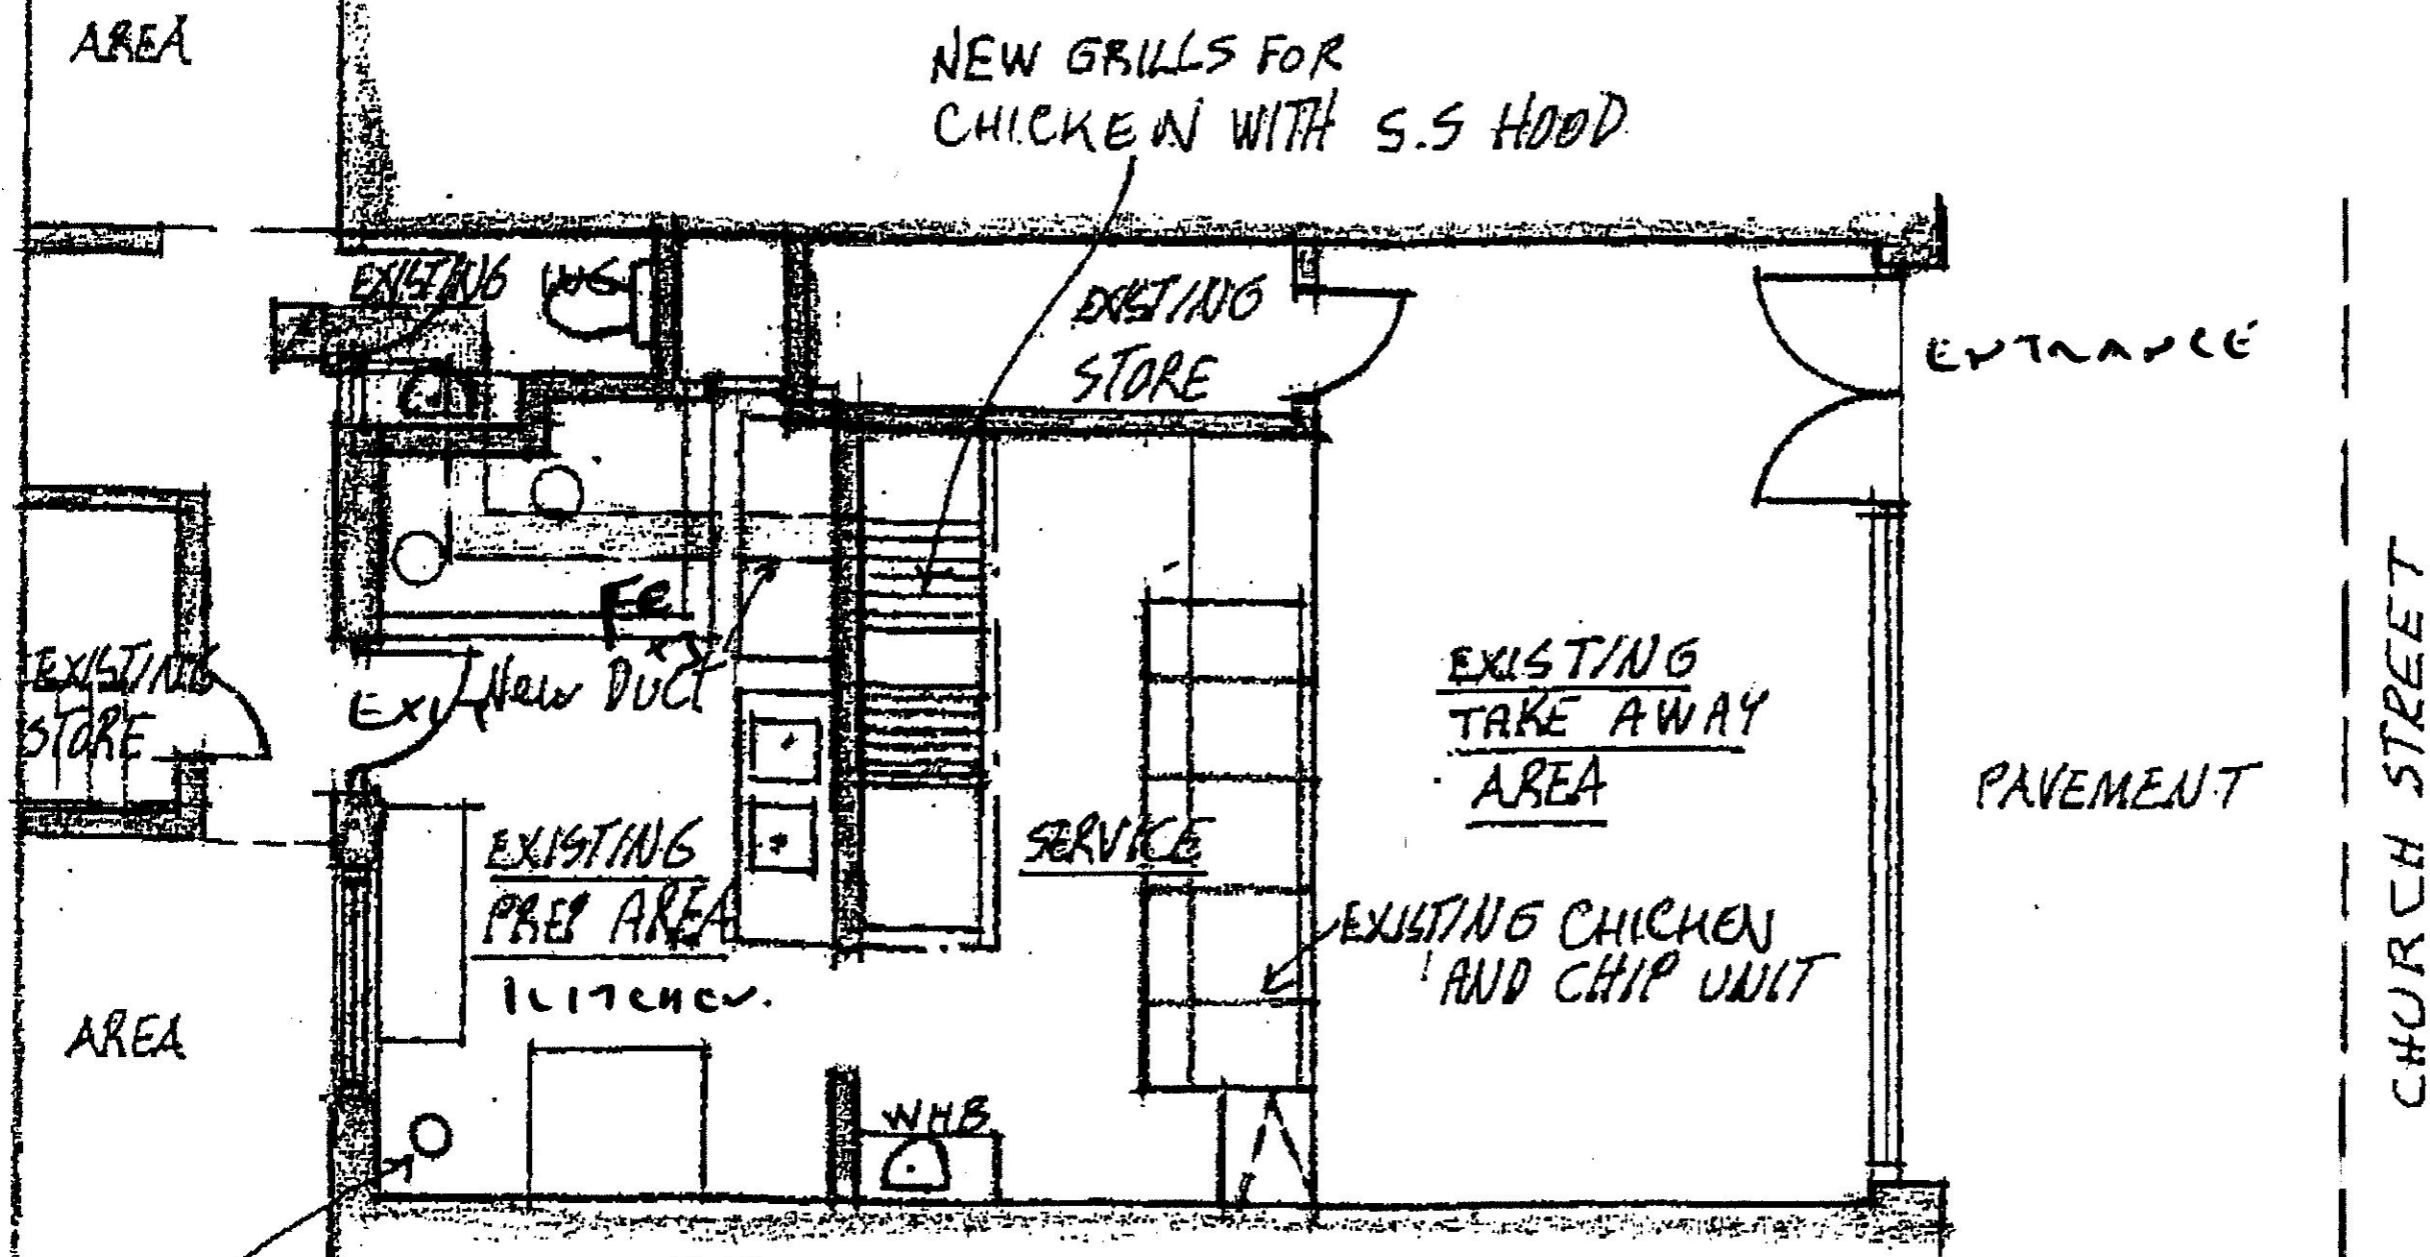 AREA
NEW GRILLS FOR
CHICKEN WITH S.S HOOD
EXISTING
EXISTING
STORE
ENTRANCE
New DUCT
EXIT
EXISTING
STORE
EXISTING
TAKE AWAY
AREA
PAVEMENT
CHURCH STREET
EXISTING
PREP AREA
KITCHEN.
SERVICE
EXISTING CHICKEN
AND CHIP UNIT
AREA
WHB